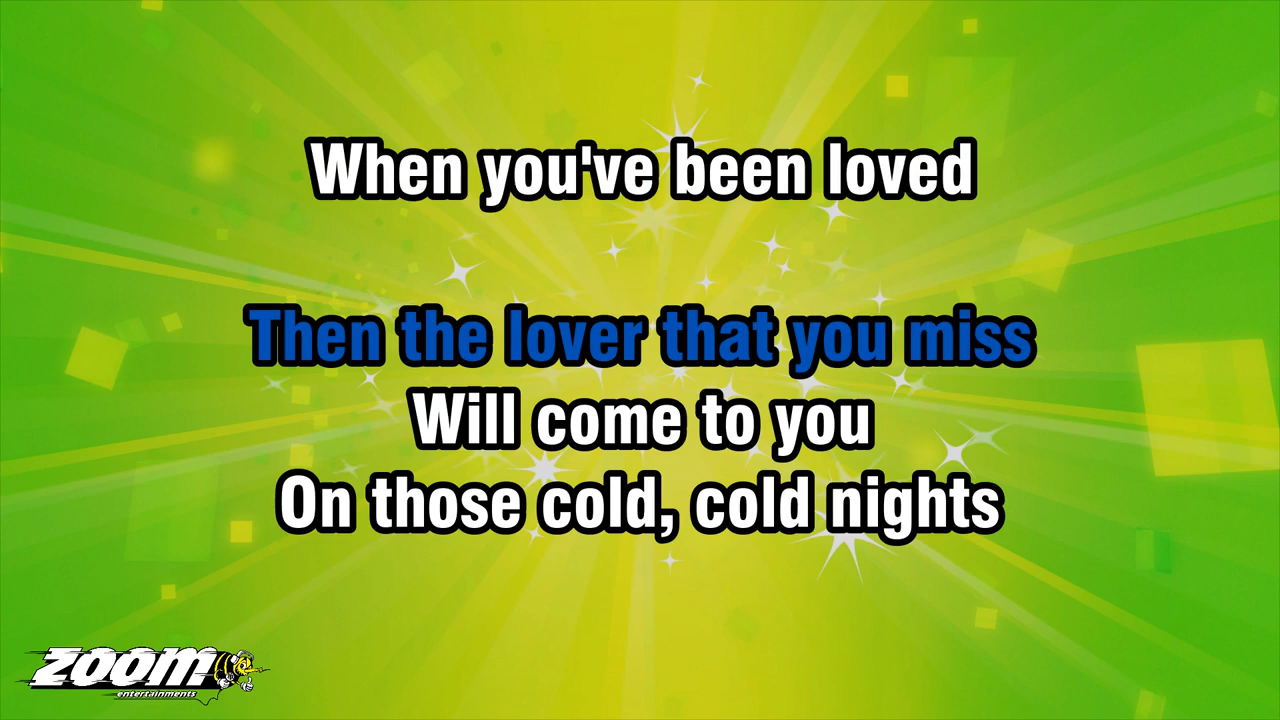 When you've been loved
Then the lover that you miss
Will come to you
On those cold, cold nights
zoom
entertainments